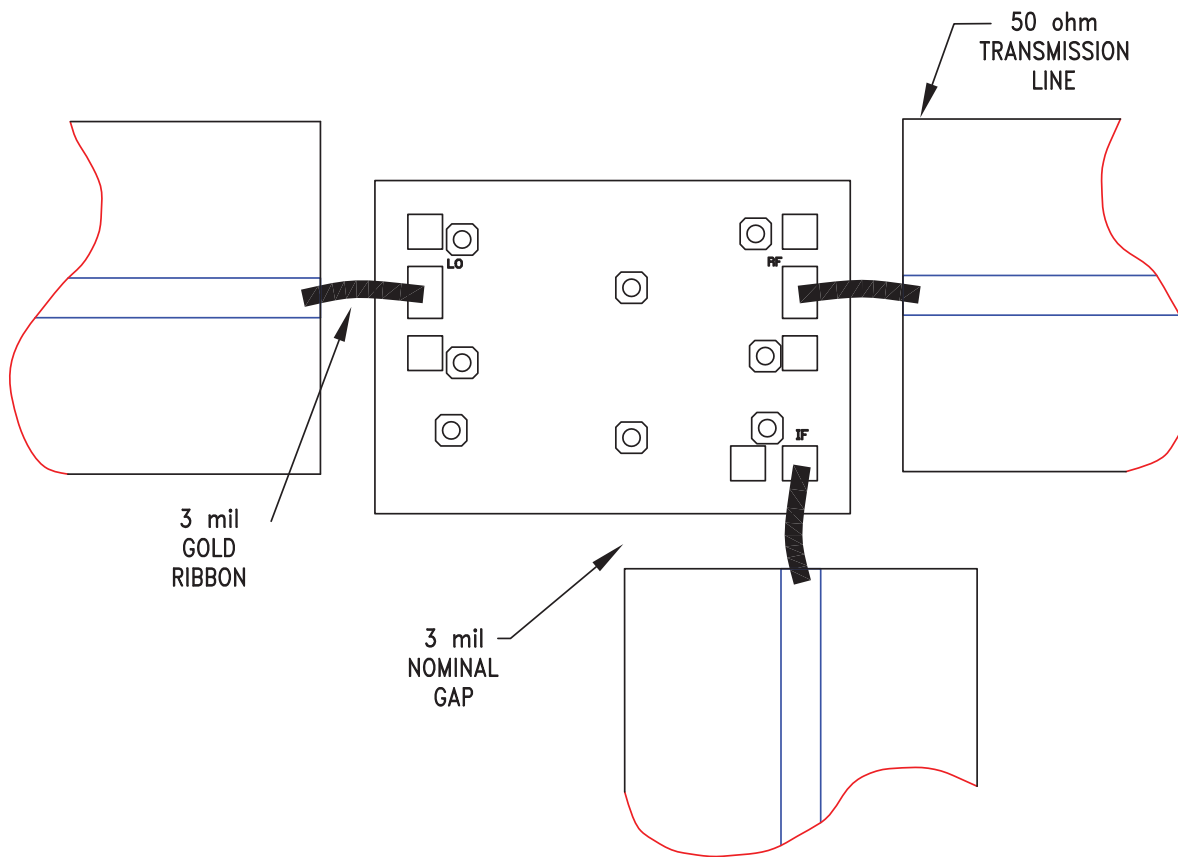 50 ohm
TRANSMISSION
LINE
LO
RF
IF
3 mil
GOLD
RIBBON
3 mil
NOMINAL
GAP